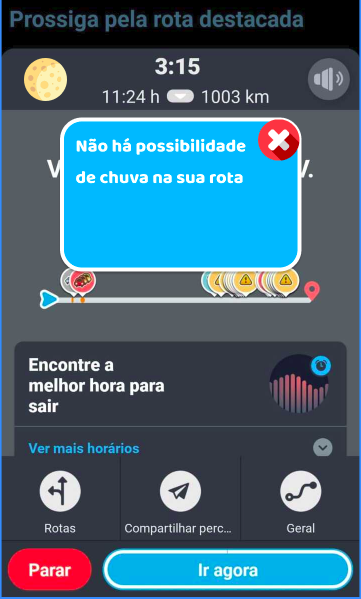 Prossiga pela rota destacada
3:15
11:24 h 1003 km
Não há possibilidade
de chuva na sua rota
Encontre a
melhor hora para
sair
Ver mais horários
Rotas
Compartilhar perc...
Geral
Parar
Ir agora